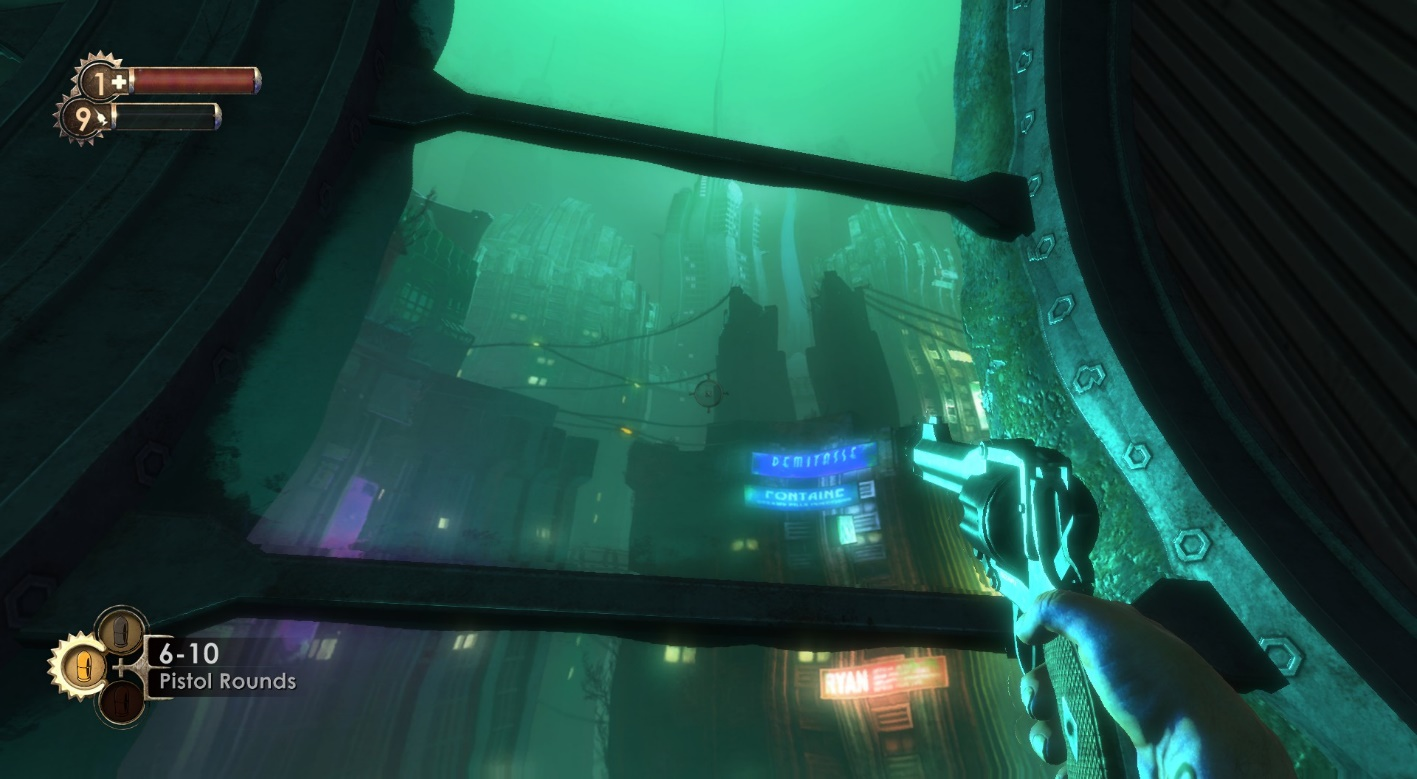 1
9
DEMITASSE
FONTAINE
6-10
Pistol Rounds
RYAN